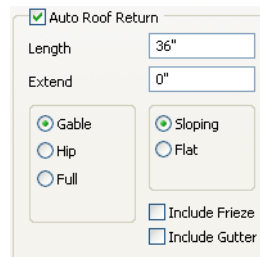 Auto Roof Return
Length 36"
Extend 0"
Gable Sloping
Hip Flat
Full
Include Frieze
Include Gutter